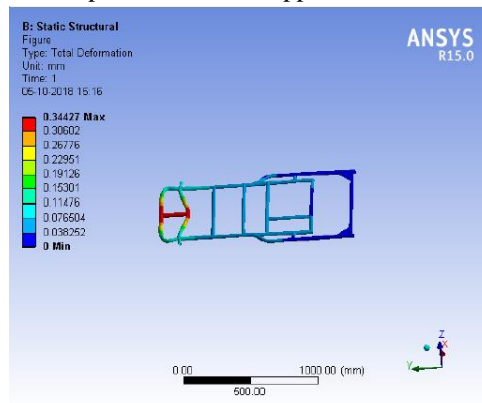 B: Static Structural
Figure
Type: Total Deformation
Unit: mm
Time: 1
05-10-2018 15:16
ANSYS
R15.0
0.34427 Max
0.30602
0.26776
0.22951
0.19126
0.15301
0.11476
0.076504
0.038252
0 Min
0.00
1000.00 (mm)
500.00
Z
X
Y